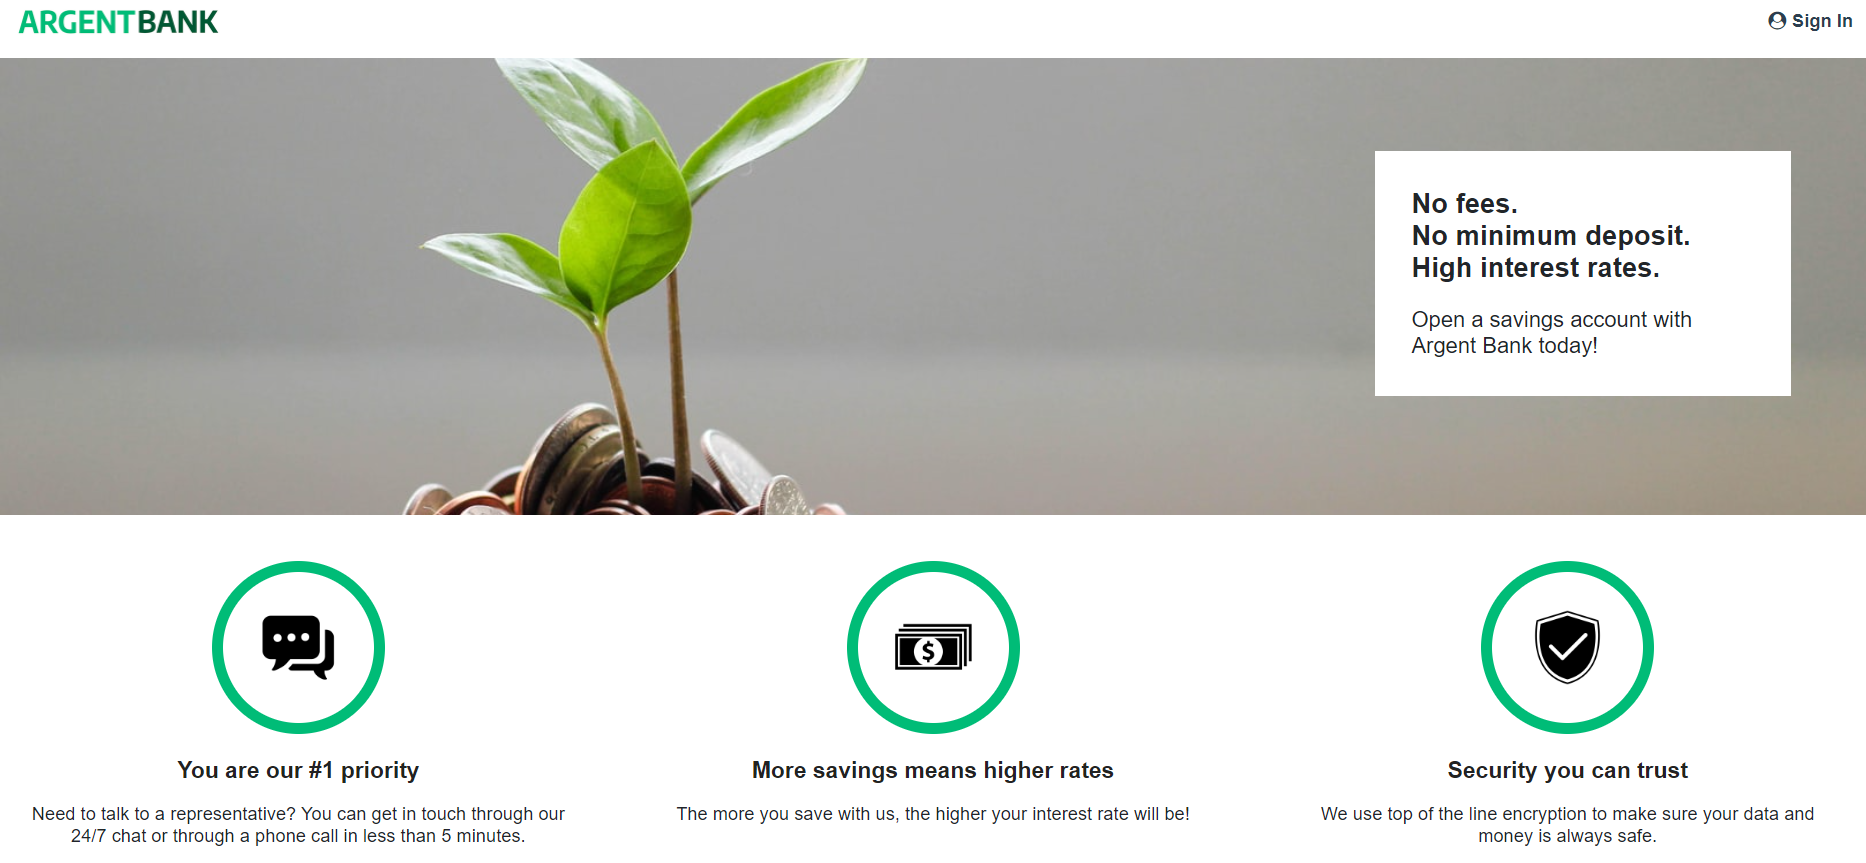 ARGENTBANK
Sign In
No fees.
No minimum deposit.
High interest rates.
Open a savings account with
Argent Bank today!
$
You are our #1 priority
Need to talk to a representative? You can get in touch through our
24/7 chat or through a phone call in less than 5 minutes.
More savings means higher rates
The more you save with us, the higher your interest rate will be!
Security you can trust
We use top of the line encryption to make sure your data and
money is always safe.